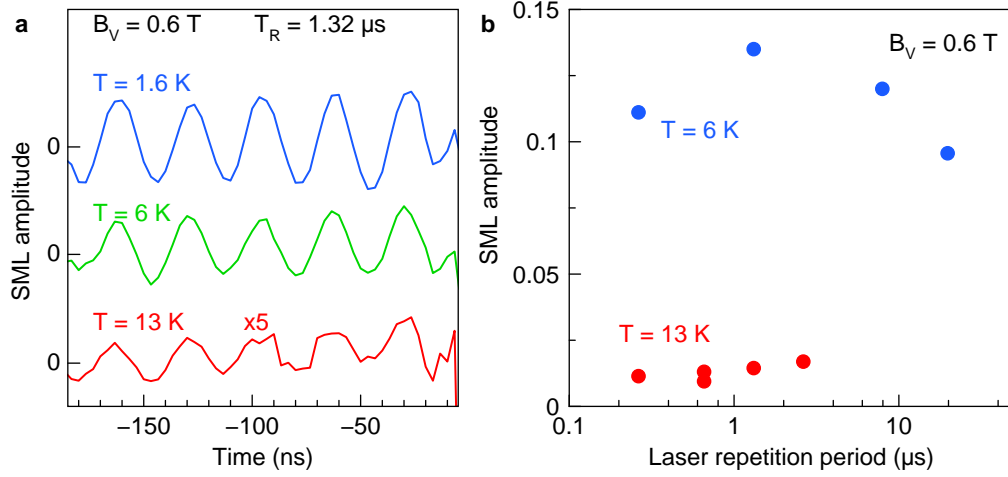 a
B_V = 0.6 T
T_R = 1.32 µs
T = 1.6 K
0
T = 6 K
0
T = 13 K
x5
0
SML amplitude
−150
−100
−50
Time (ns)
b
B_V = 0.6 T
0.15
0.1
0.05
0
T = 6 K
T = 13 K
SML amplitude
0.1
1
10
Laser repetition period (µs)